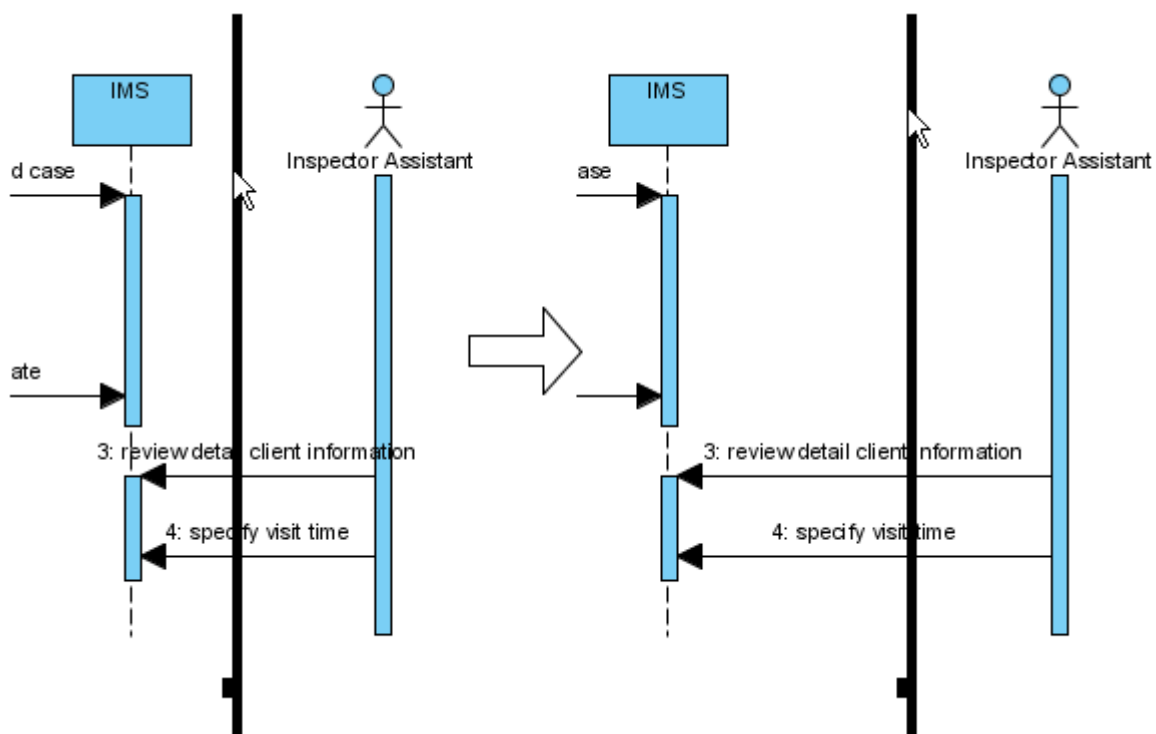 IMS
Inspector Assistant
d case
ate
3: review detail client information
4: specify visit time
IMS
Inspector Assistant
ase
3: review detail client information
4: specify visit time